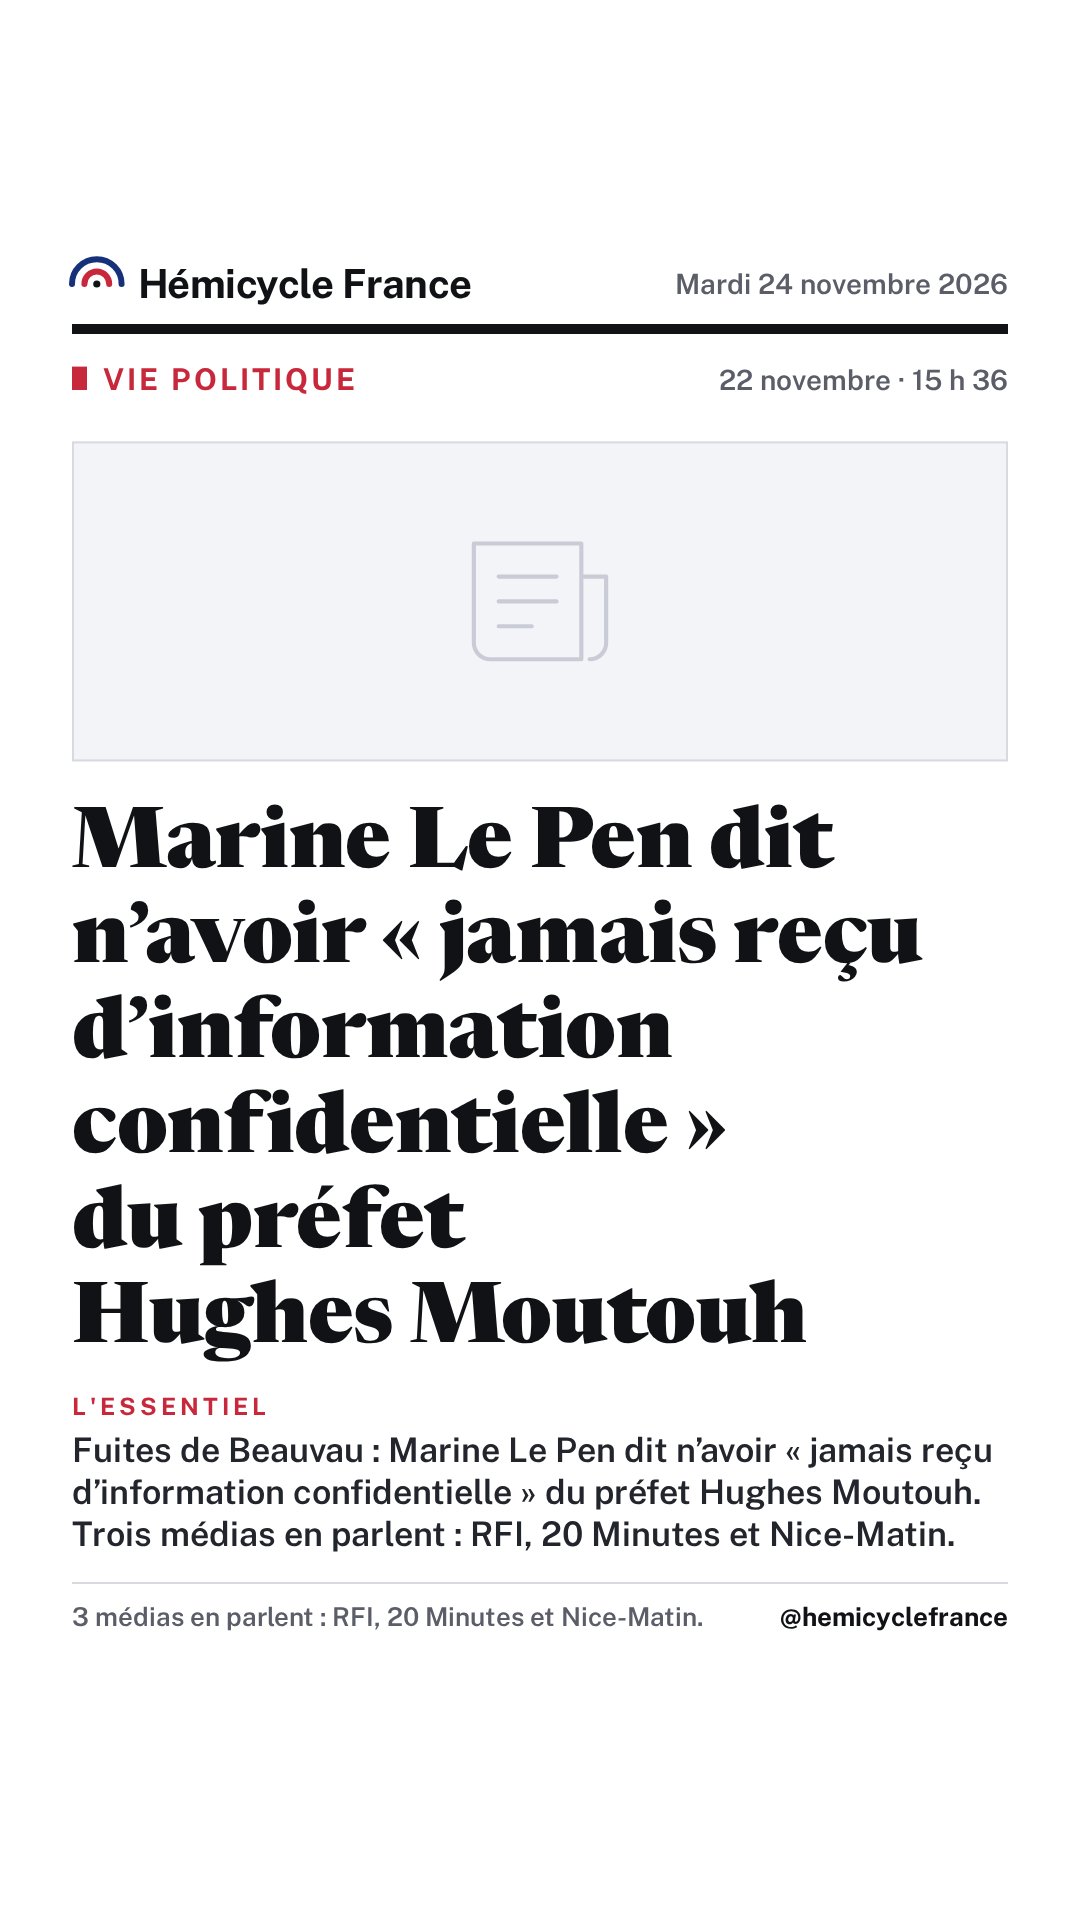 Hémicycle France
Mardi 24 novembre 2026
VIE POLITIQUE
22 novembre · 15 h 36
Marine Le Pen dit
n’avoir « jamais reçu
d’information
confidentielle »
du préfet
Hughes Moutouh
L'ESSENTIEL
Fuites de Beauvau : Marine Le Pen dit n’avoir « jamais reçu
d’information confidentielle » du préfet Hughes Moutouh.
Trois médias en parlent : RFI, 20 Minutes et Nice-Matin.
3 médias en parlent : RFI, 20 Minutes et Nice-Matin.
@hemicyclefrance